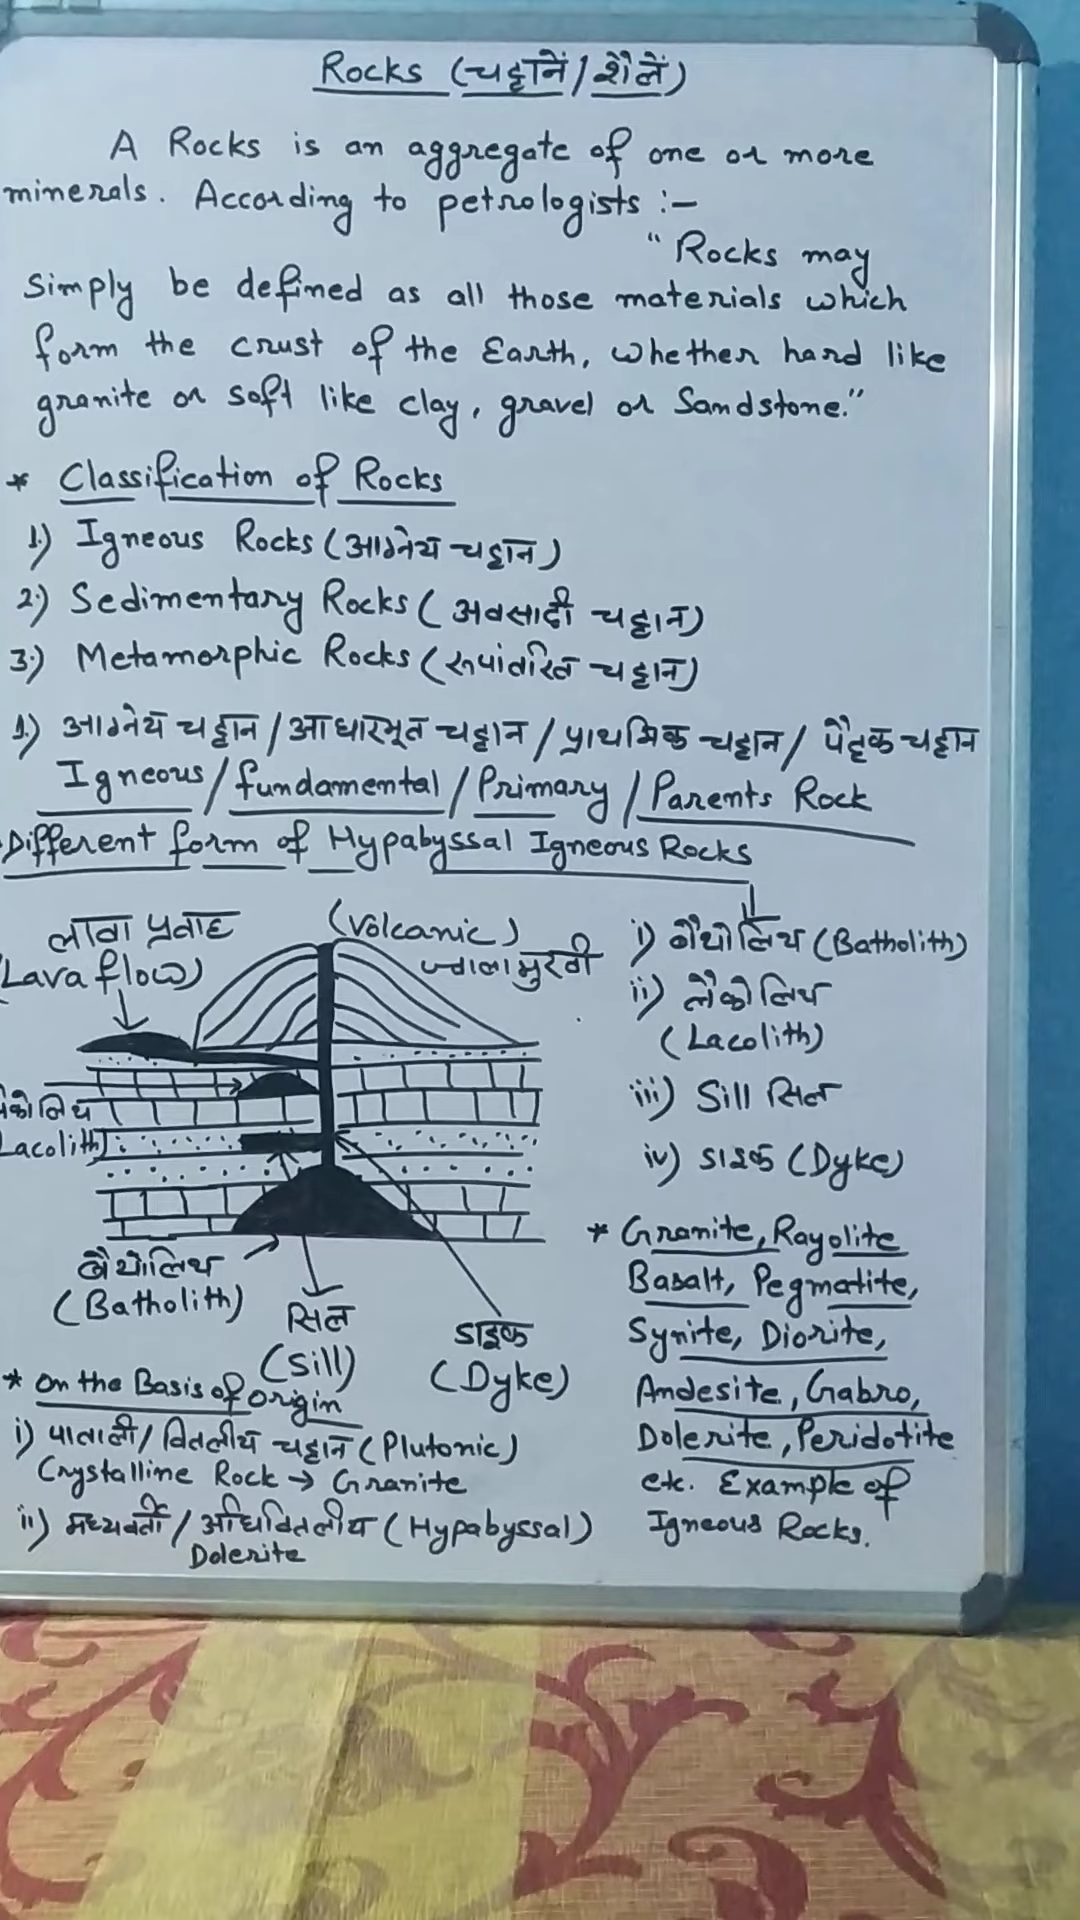 Rocks (चट्टानें/शैलें)
A Rocks is an aggregate of one or more
minerals. According to petrologists :-
"Rocks may
Simply be defined as all those materials which
form the crust of the Earth, whether hard like
granite or soft like clay, gravel or Sandstone."
* Classification of Rocks
1.) Igneous Rocks (आग्नेय चट्टान)
2.) Sedimentary Rocks (अवसादी चट्टान)
3.) Metamorphic Rocks (रूपांतरित चट्टान)
1.) आग्नेय चट्टान/आधारभूत चट्टान/प्राथमिक चट्टान/पैतृक चट्टान
Igneous/fundamental/Primary/Parents Rock
Different form of Hypabyssal Igneous Rocks
लावा प्रवाह
(Lava flow)
(Volcanic)
ज्वालामुखी
Lacolith)
बैथोलिथ
(Batholith)
सिल
(Sill)
डाइक
(Dyke)
i) बैथोलिथ (Batholith)
ii) लैकोलिथ
(Lacolith)
iii) Sill सिल
iv) डाइक (Dyke)
* Granite, Rayolite
Basalt, Pegmatite,
Synite, Diorite,
Andesite, Gabro,
Dolerite, Peridotite
etc. Example of
Igneous Rocks.
* On the Basis of Origin
i) पाताली/वितलीय चट्टान (Plutonic)
Crystalline Rock → Granite
ii) मध्यवर्ती/अधिवितलीय (Hypabyssal)
Dolerite